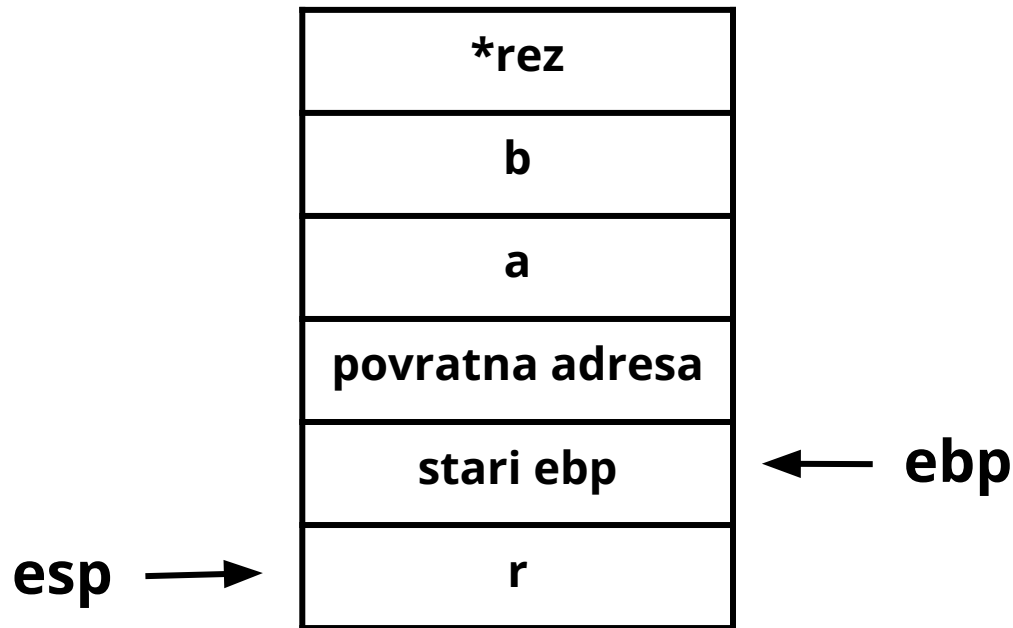 *rez
b
a
povratna adresa
stari ebp
ebp
esp
r